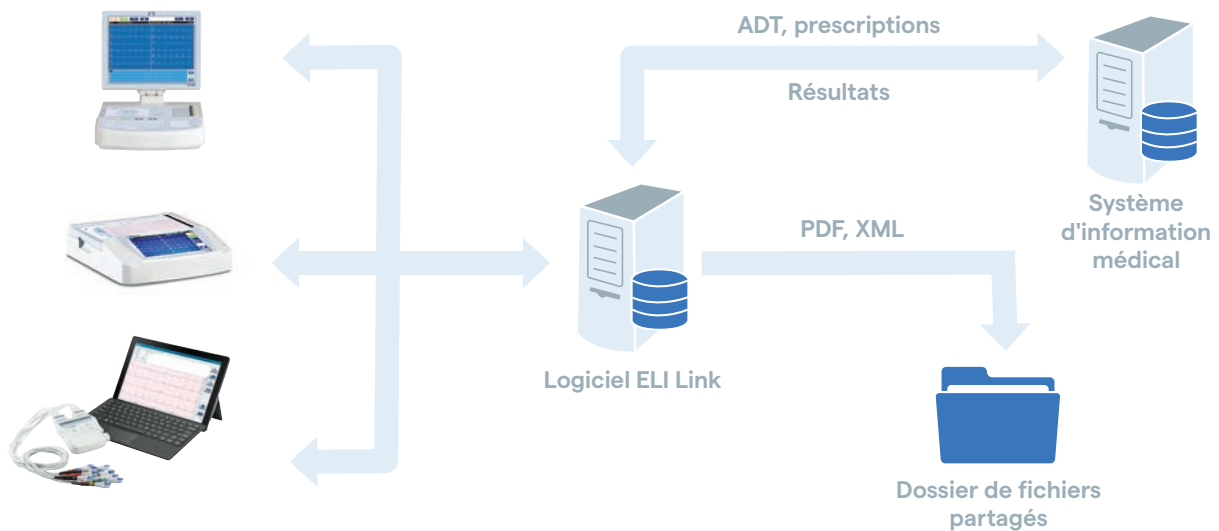 ADT, prescriptions
Résultats
Système
d'information
médical
PDF, XML
Logiciel ELI Link
Dossier de fichiers
partagés